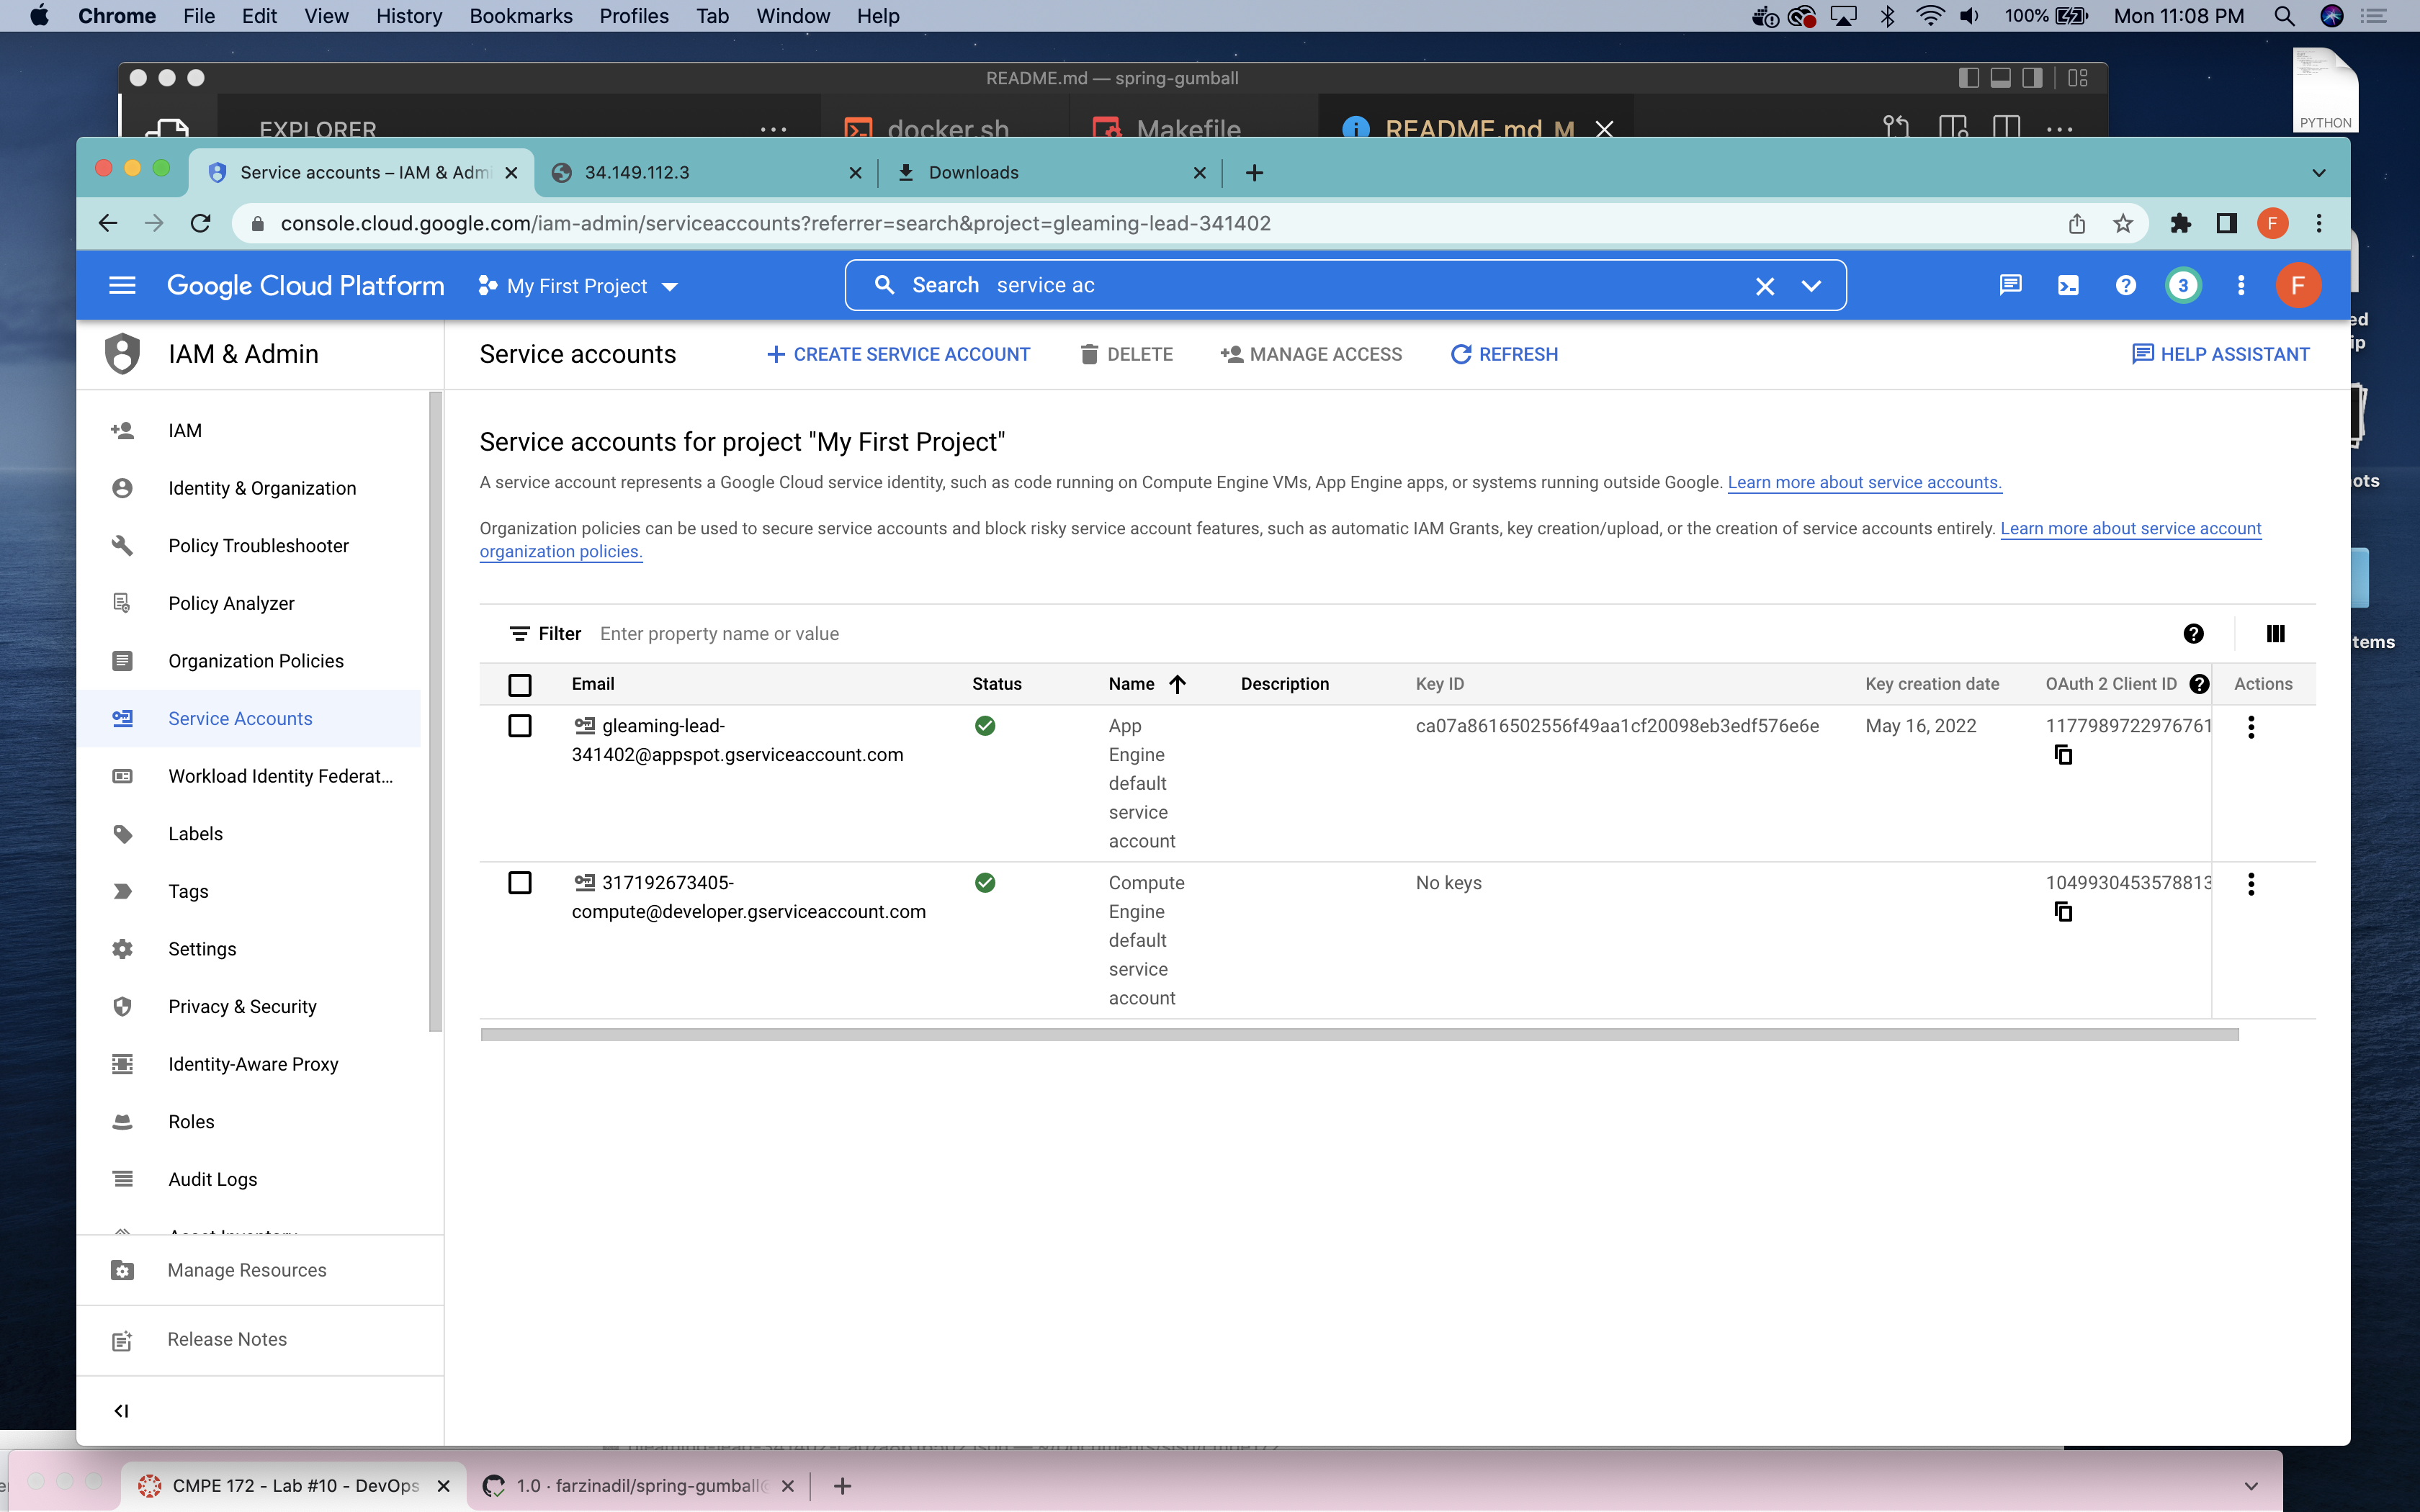 Chrome File Edit View History Bookmarks Profiles Tab Window Help 100% Mon 11:08 PM
README.md — spring-gumball
PYTHON
EXPLORER
docker.sh Makefile README.md M
Service accounts – IAM & Adm
34.149.112.3
Downloads
console.cloud.google.com/iam-admin/serviceaccounts?referrer=search&project=gleaming-lead-341402
F
Google Cloud Platform My First Project Search service ac 3 F
IAM & Admin
Service accounts CREATE SERVICE ACCOUNT DELETE MANAGE ACCESS REFRESH HELP ASSISTANT
IAM
Identity & Organization
Policy Troubleshooter
Policy Analyzer
Organization Policies
Service Accounts
Workload Identity Federat...
Labels
Tags
Settings
Privacy & Security
Identity-Aware Proxy
Roles
Audit Logs
Asset Inventory
Manage Resources
Release Notes
Service accounts for project "My First Project"
A service account represents a Google Cloud service identity, such as code running on Compute Engine VMs, App Engine apps, or systems running outside Google. Learn more about service accounts.
Organization policies can be used to secure service accounts and block risky service account features, such as automatic IAM Grants, key creation/upload, or the creation of service accounts entirely. Learn more about service account
organization policies.
Filter Enter property name or value
Email Status Name Description Key ID Key creation date OAuth 2 Client ID Actions
gleaming-lead-
341402@appspot.gserviceaccount.com
App
Engine
default
service
account
ca07a8616502556f49aa1cf20098eb3edf576e6e
May 16, 2022
1177989722976761
317192673405-
compute@developer.gserviceaccount.com
Compute
Engine
default
service
account
No keys
1049930453578813
ed
ip
ots
tems
CMPE 172 - Lab #10 - DevOps
1.0 · farzinadil/spring-gumball@